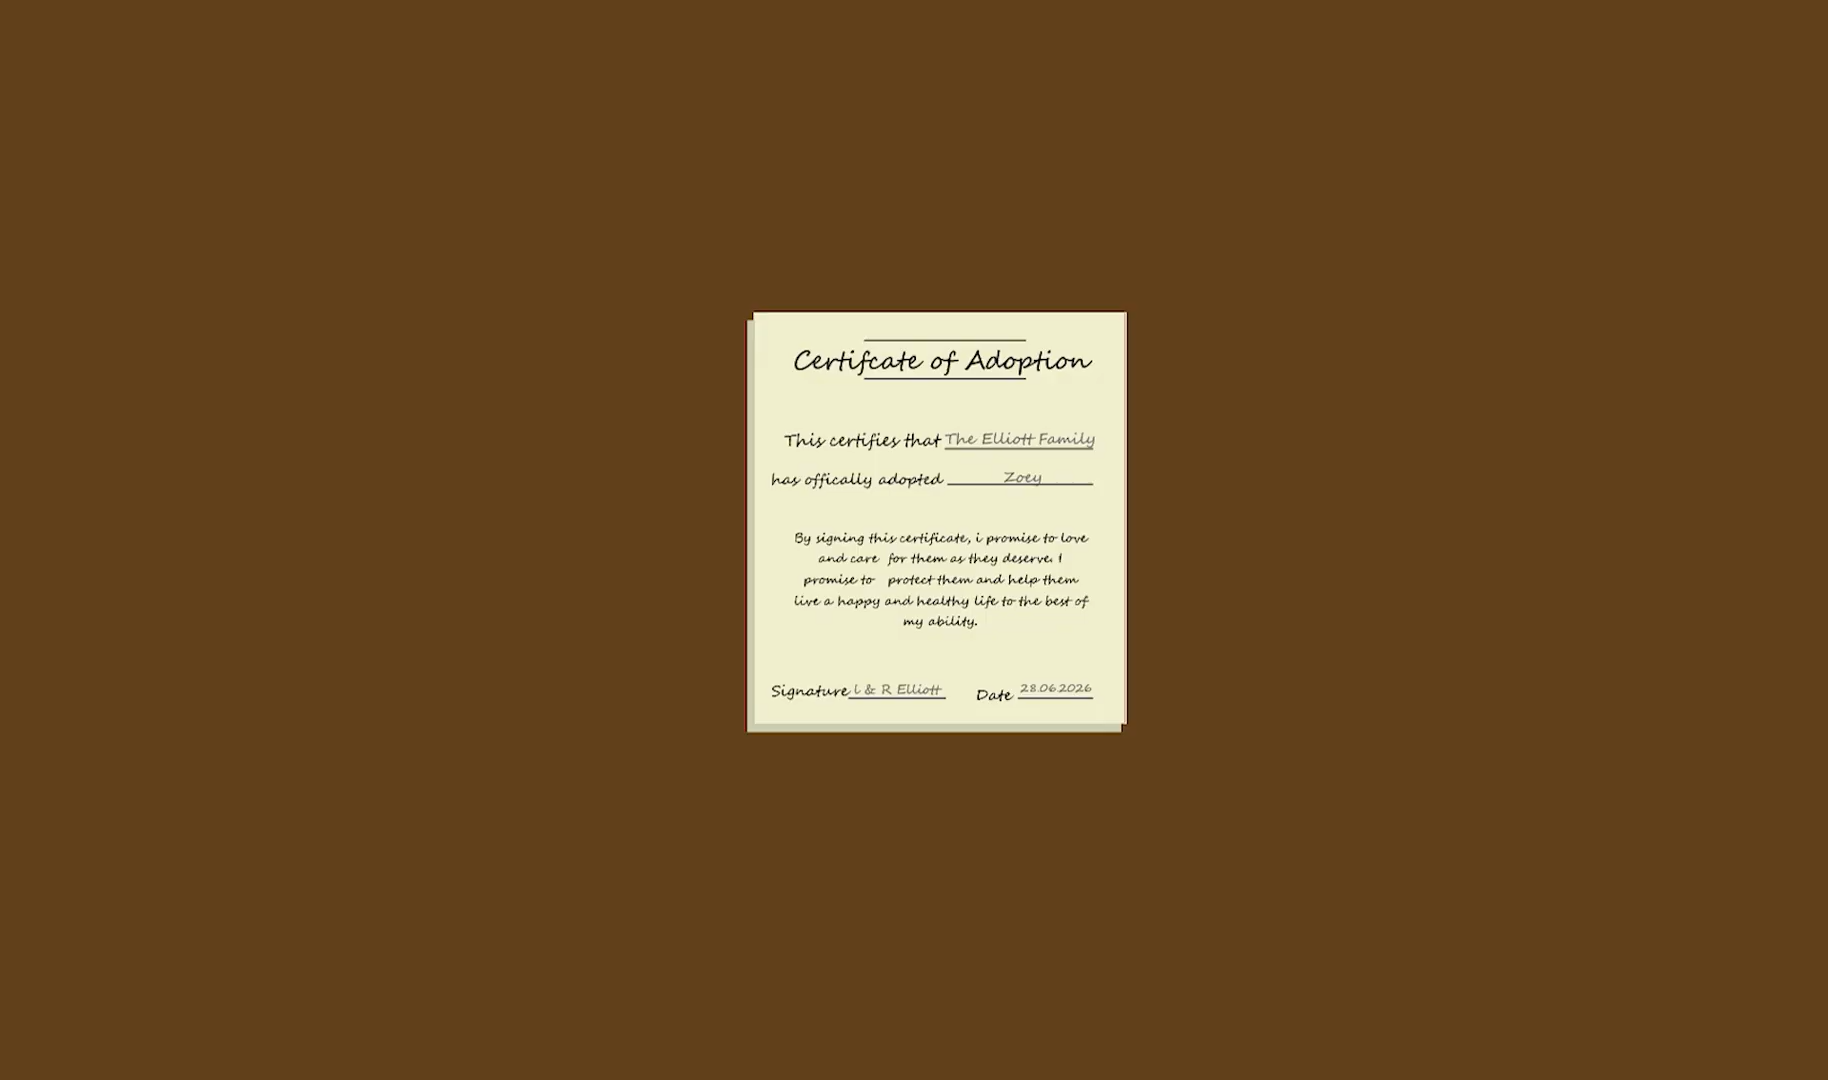 Certifcate of Adoption
This certifies that The Elliott Family
has offically adopted Zoey
By signing this certificate, i promise to love
and care for them as they deserve. I
promise to protect them and help them
live a happy and healthy life to the best of
my ability.
Signature L & R Elliott Date 28.06.2026